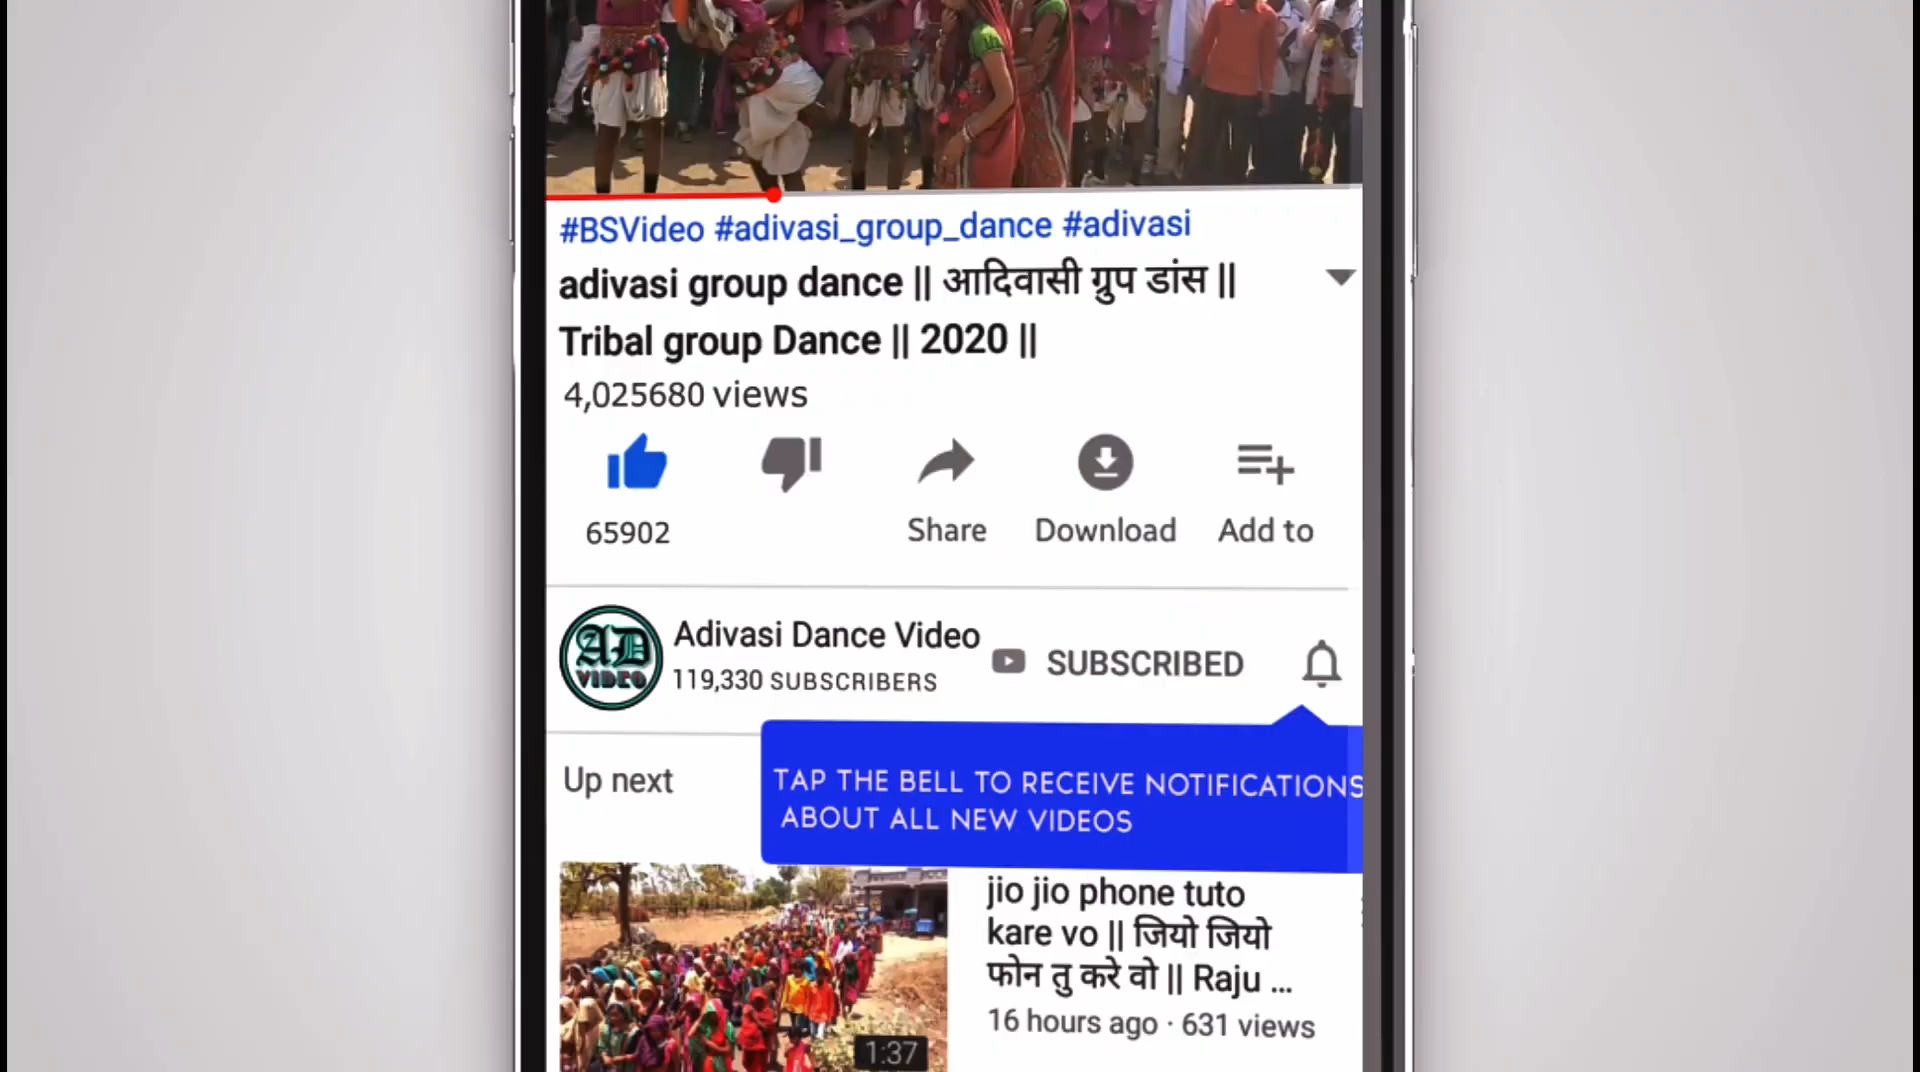 #BSVideo #adivasi_group_dance #adivasi
adivasi group dance || आदिवासी ग्रुप डांस ||
Tribal group Dance || 2020 ||
4,025680 views
65902
Share
Download
Add to
AD
VIDEO
Adivasi Dance Video
119,330 SUBSCRIBERS
SUBSCRIBED
Up next
TAP THE BELL TO RECEIVE NOTIFICATIONS
ABOUT ALL NEW VIDEOS
jio jio phone tuto
kare vo || जियो जियो
फोन तु करे वो || Raju ...
16 hours ago · 631 views
1:37